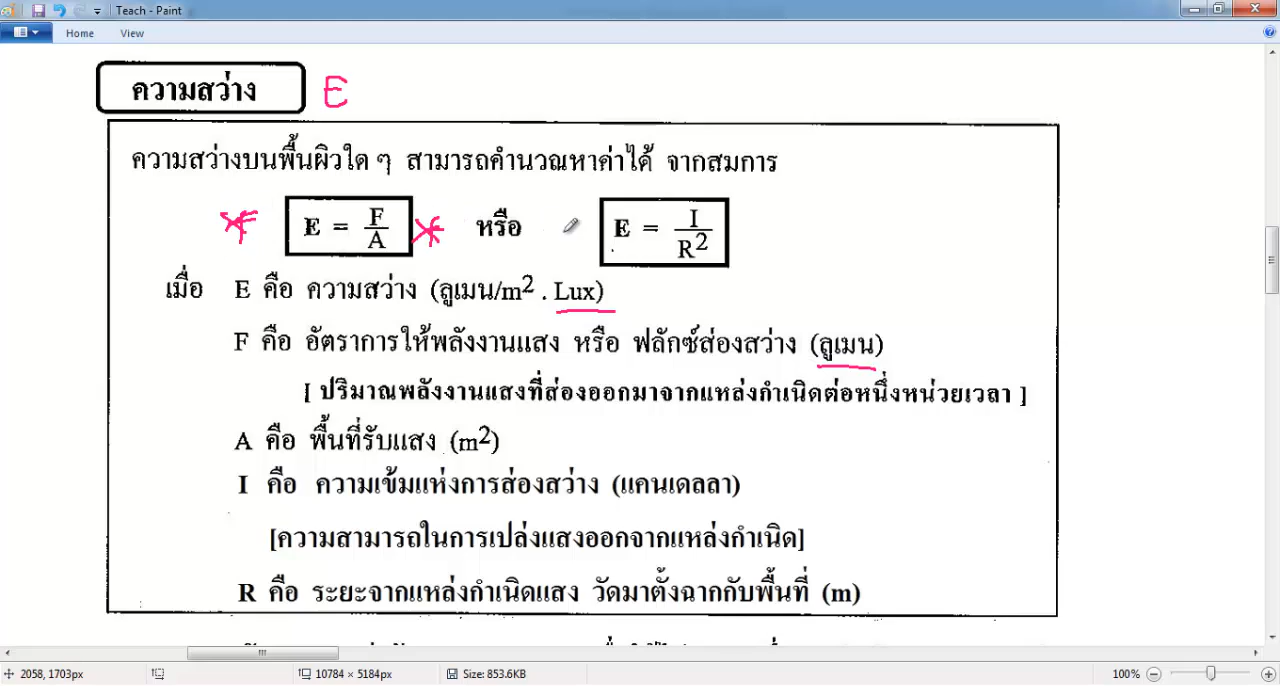 Teach - Paint
Home View
ความสว่าง E
ความสว่างบนพื้นผิวใด ๆ สามารถคำนวณหาค่าได้ จากสมการ
E = F/A หรือ E = I/R²
เมื่อ E คือ ความสว่าง (ลูเมน/m² . Lux)
F คือ อัตราการให้พลังงานแสง หรือ ฟลักซ์ส่องสว่าง (ลูเมน)
[ ปริมาณพลังงานแสงที่ส่องออกมาจากแหล่งกำเนิดต่อหนึ่งหน่วยเวลา ]
A คือ พื้นที่รับแสง (m²)
I คือ ความเข้มแห่งการส่องสว่าง (แคนเดลลา)
[ความสามารถในการเปล่งแสงออกจากแหล่งกำเนิด]
R คือ ระยะจากแหล่งกำเนิดแสง วัดมาตั้งฉากกับพื้นที่ (m)
2058, 1703px 10784 × 5184px Size: 853.6KB 100%